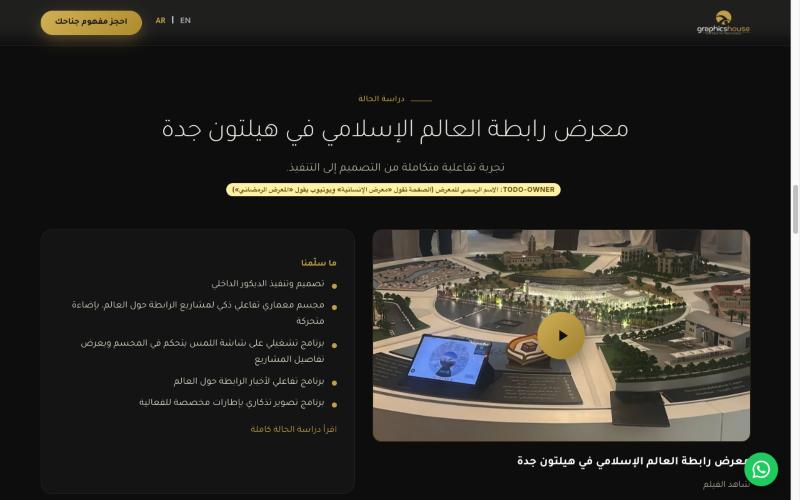 graphicshouse
AR | EN
احجز مفهوم جناحك
دراسة الحالة
معرض رابطة العالم الإسلامي في هيلتون جدة
تجربة تفاعلية متكاملة من التصميم إلى التنفيذ.
TODO-OWNER: الاسم الرسمي للمعرض (الصفحة تقول «معرض الإنسانية» ويوتيوب يقول «المعرض الرمضاني»)
معرض رابطة العالم الإسلامي في هيلتون جدة
شاهد الفيلم
ما سلّمنا
تصميم وتنفيذ الديكور الداخلي
مجسم معماري تفاعلي ذكي لمشاريع الرابطة حول العالم، بإضاءة
متحركة
برنامج تشغيلي على شاشة اللمس يتحكم في المجسم ويعرض
تفاصيل المشاريع
برنامج تفاعلي لأخبار الرابطة حول العالم
برنامج تصوير تذكاري بإطارات مخصصة للفعالية
اقرأ دراسة الحالة كاملة